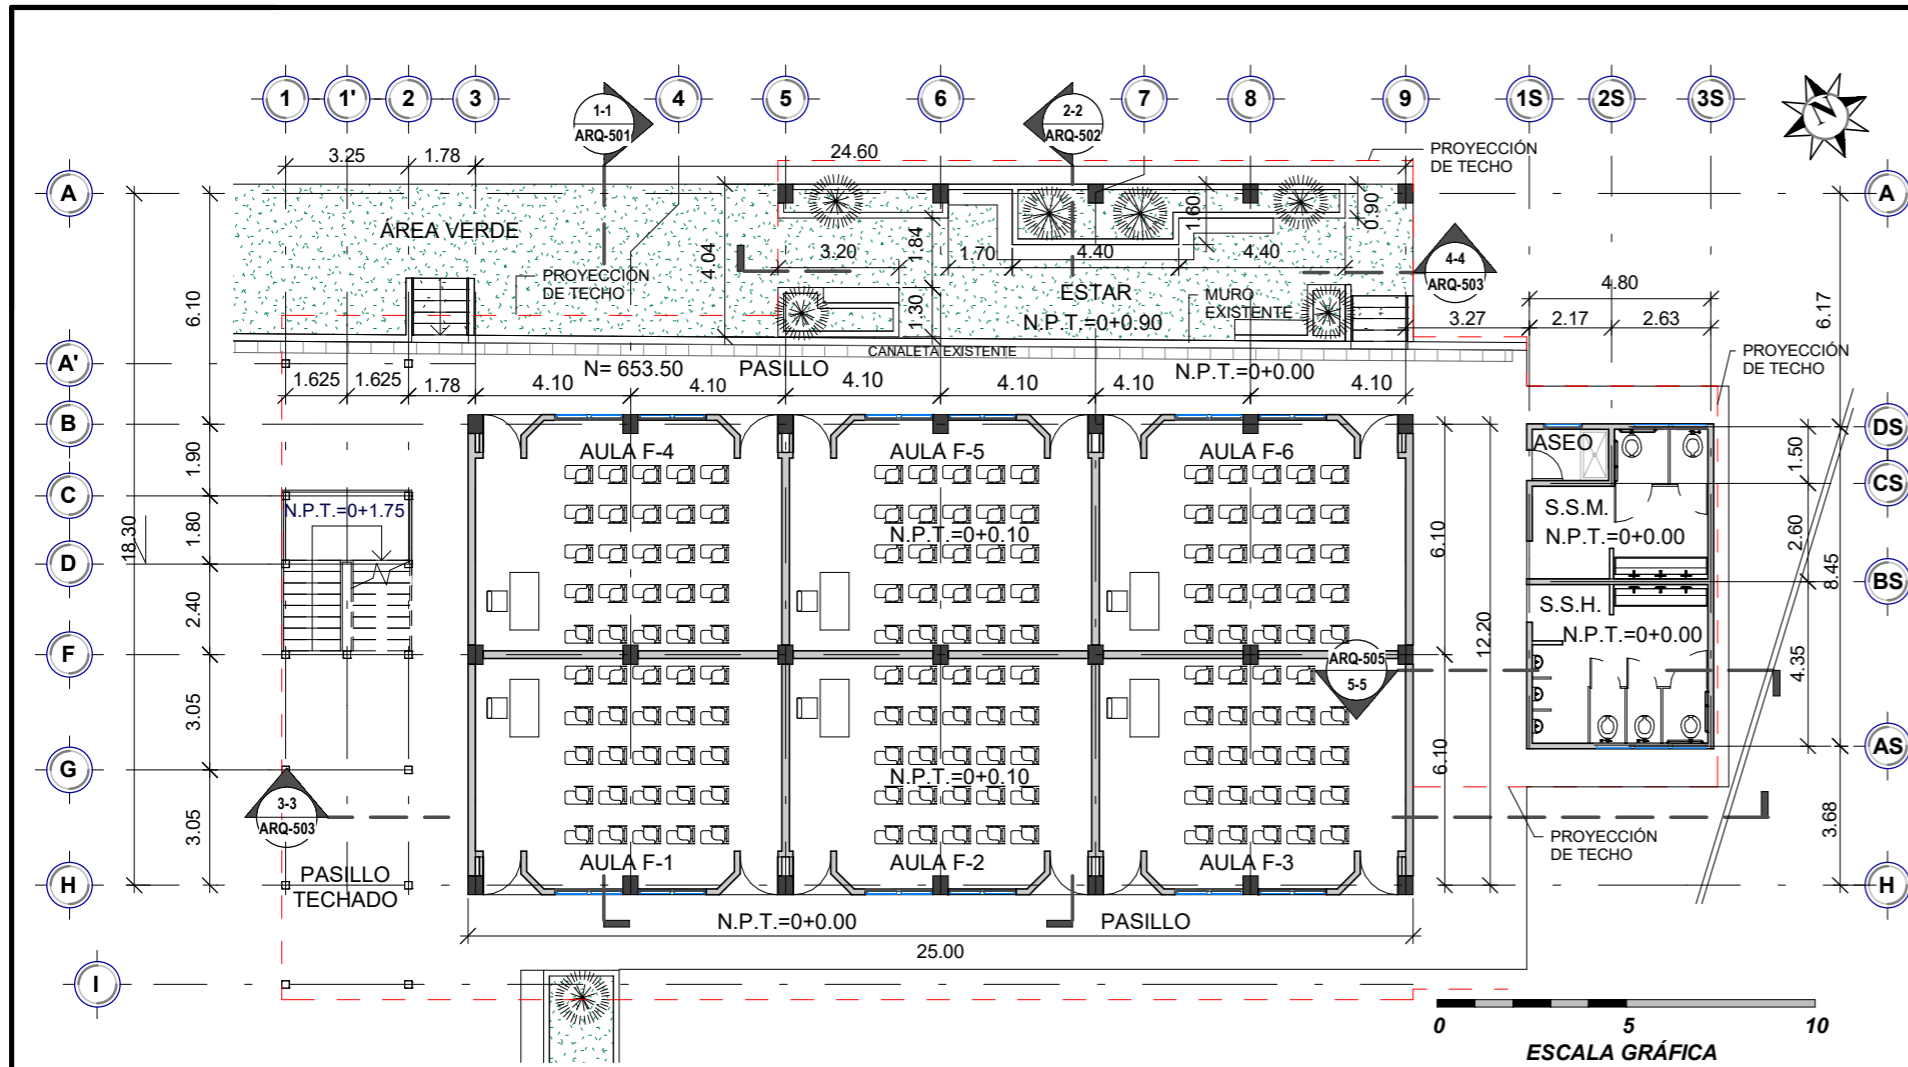 1
1'
2
3
4
5
6
7
8
9
1S
2S
3S
N
1-1
ARQ-501
2-2
ARQ-502
3.25
1.78
24.60
PROYECCIÓN
DE TECHO
A
A
ÁREA VERDE
4.04
3.20
1.84
1.70
4.40
1.60
4.40
0.90
4-4
ARQ-503
PROYECCIÓN
DE TECHO
6.10
1.30
ESTAR
N.P.T.=0+0.90
MURO
EXISTENTE
4.80
3.27
2.17
2.63
6.17
A'
CANALETA EXISTENTE
N= 653.50
PASILLO
N.P.T.=0+0.00
PROYECCIÓN
DE TECHO
1.625
1.625
1.78
4.10
4.10
4.10
4.10
4.10
4.10
B
AULA F-4
AULA F-5
AULA F-6
ASEO
DS
1.90
1.50
C
CS
N.P.T.=0+1.75
S.S.M.
N.P.T.=0+0.00
18.30
1.80
N.P.T.=0+0.10
6.10
2.60
8.45
D
BS
2.40
S.S.H.
N.P.T.=0+0.00
12.20
F
ARQ-505
5-5
4.35
3.05
G
N.P.T.=0+0.10
6.10
AS
3-3
ARQ-503
3.05
3.68
PROYECCIÓN
DE TECHO
AULA F-1
AULA F-2
AULA F-3
H
PASILLO
TECHADO
H
N.P.T.=0+0.00
PASILLO
25.00
I
0
5
10
ESCALA GRÁFICA